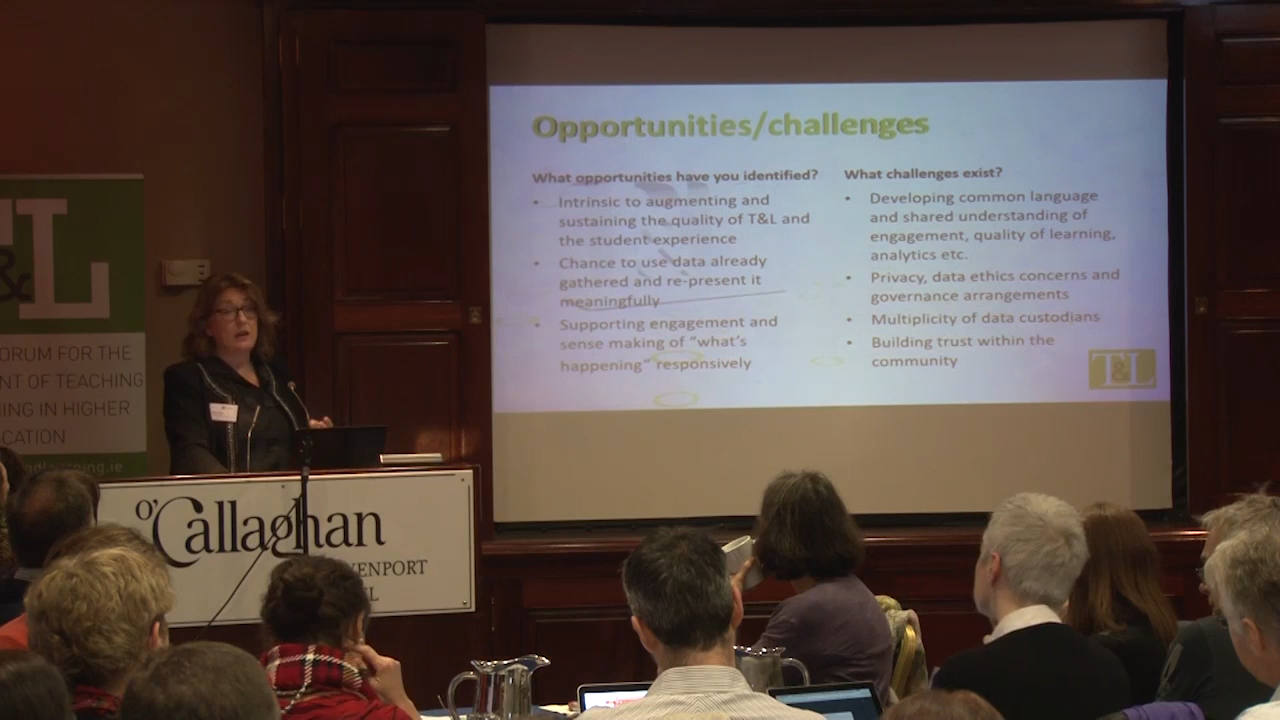 Opportunities/challenges
What opportunities have you identified?
• Intrinsic to augmenting and
sustaining the quality of T&L and
the student experience
• Chance to use data already
gathered and re-present it
meaningfully
• Supporting engagement and
sense making of "what's
happening" responsively
What challenges exist?
• Developing common language
and shared understanding of
engagement, quality of learning,
analytics etc.
• Privacy, data ethics concerns and
governance arrangements
• Multiplicity of data custodians
• Building trust within the
community
T&L
&L
ORUM FOR THE
NT OF TEACHING
NING IN HIGHER
CATION
O'Callaghan
ENPORT